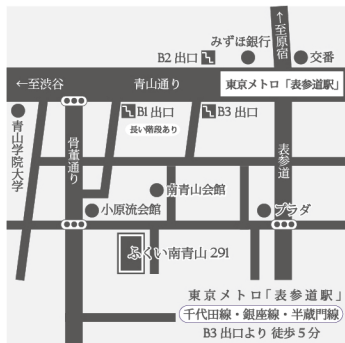 ←至原宿
みずほ銀行
B2 出口
交番
←至渋谷
青山通り
東京メトロ「表参道駅」
B1 出口
長い階段あり
B3 出口
青山学院大学
骨董通り
表参道
南青山会館
小原流会館
プラダ
ふくい南青山 291
東京メトロ「表参道駅」
千代田線・銀座線・半蔵門線
B3 出口より 徒歩 5 分